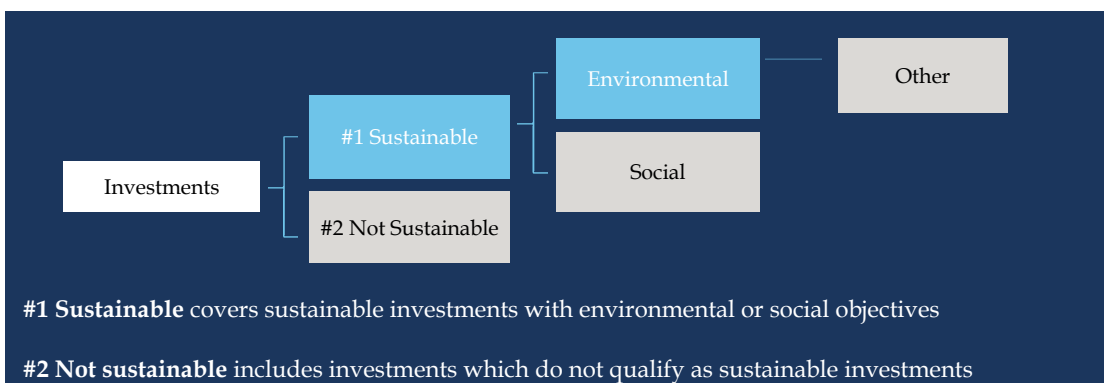 Environmental
Other
#1 Sustainable
Social
Investments
#2 Not Sustainable
#1 Sustainable covers sustainable investments with environmental or social objectives
#2 Not sustainable includes investments which do not qualify as sustainable investments